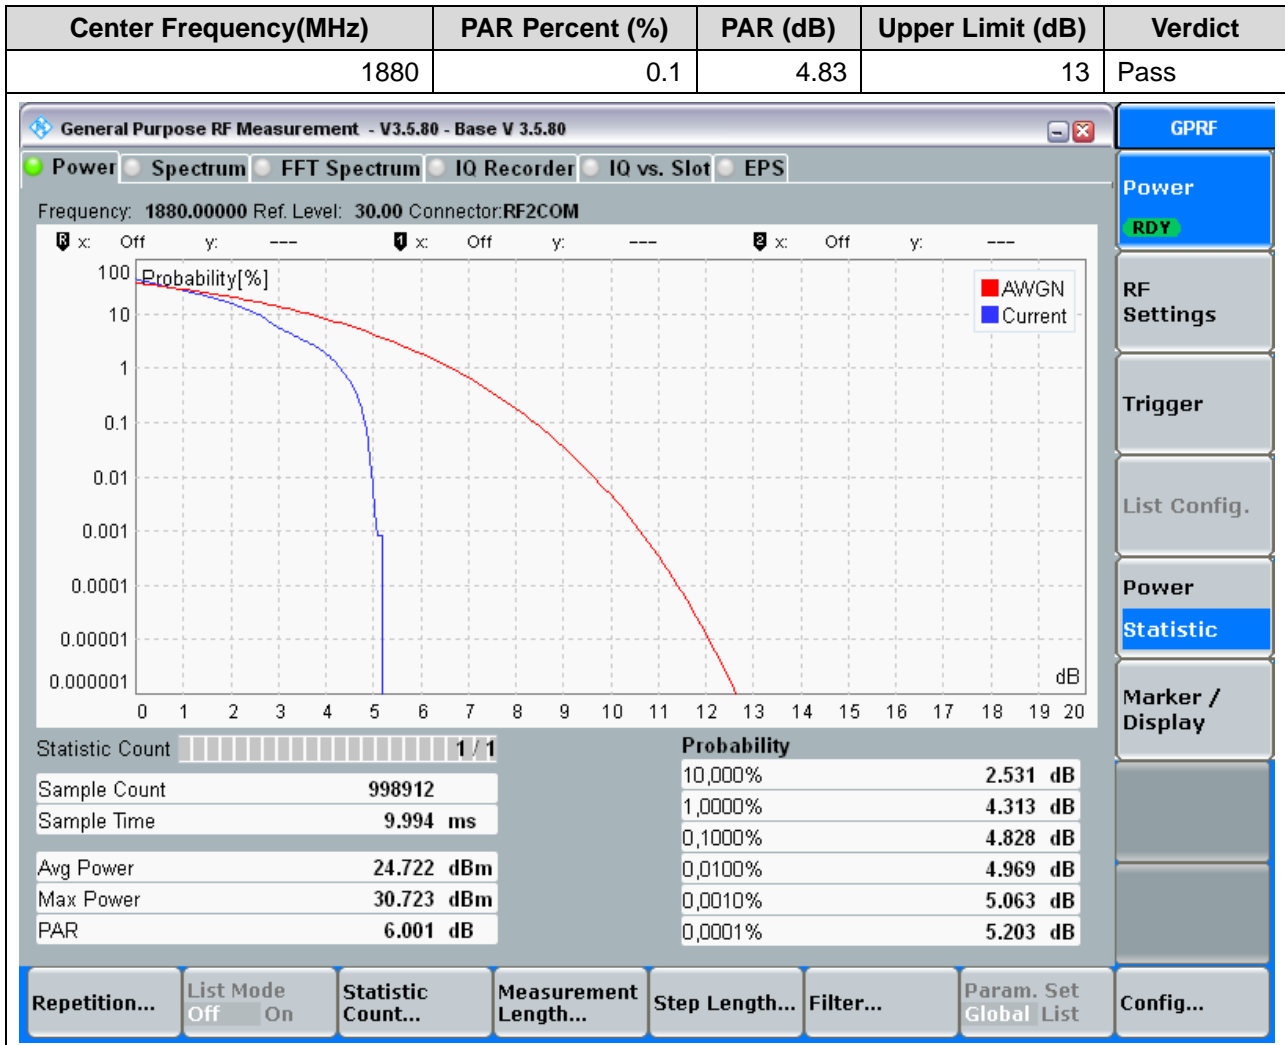 Center Frequency(MHz) PAR Percent (%) PAR (dB) Upper Limit (dB) Verdict
1880 0.1 4.83 13 Pass
General Purpose RF Measurement - V3.5.80 - Base V 3.5.80
GPRF
Power Spectrum FFT Spectrum IQ Recorder IQ vs. Slot EPS
Frequency: 1880.00000 Ref. Level: 30.00 Connector:RF2COM
R x: Off y: --- 1 x: Off y: --- 2 x: Off y: ---
Probability[%]
100
10
1
0.1
0.01
0.001
0.0001
0.00001
0.000001
AWGN
Current
dB
0 1 2 3 4 5 6 7 8 9 10 11 12 13 14 15 16 17 18 19 20
Statistic Count 1 / 1
Sample Count 998912
Sample Time 9.994 ms
Avg Power 24.722 dBm
Max Power 30.723 dBm
PAR 6.001 dB
Probability
10,000% 2.531 dB
1,0000% 4.313 dB
0,1000% 4.828 dB
0,0100% 4.969 dB
0,0010% 5.063 dB
0,0001% 5.203 dB
Power
RDY
RF
Settings
Trigger
List Config.
Power
Statistic
Marker /
Display
Repetition...
List Mode
Off On
Statistic
Count...
Measurement
Length...
Step Length...
Filter...
Param. Set
Global List
Config...